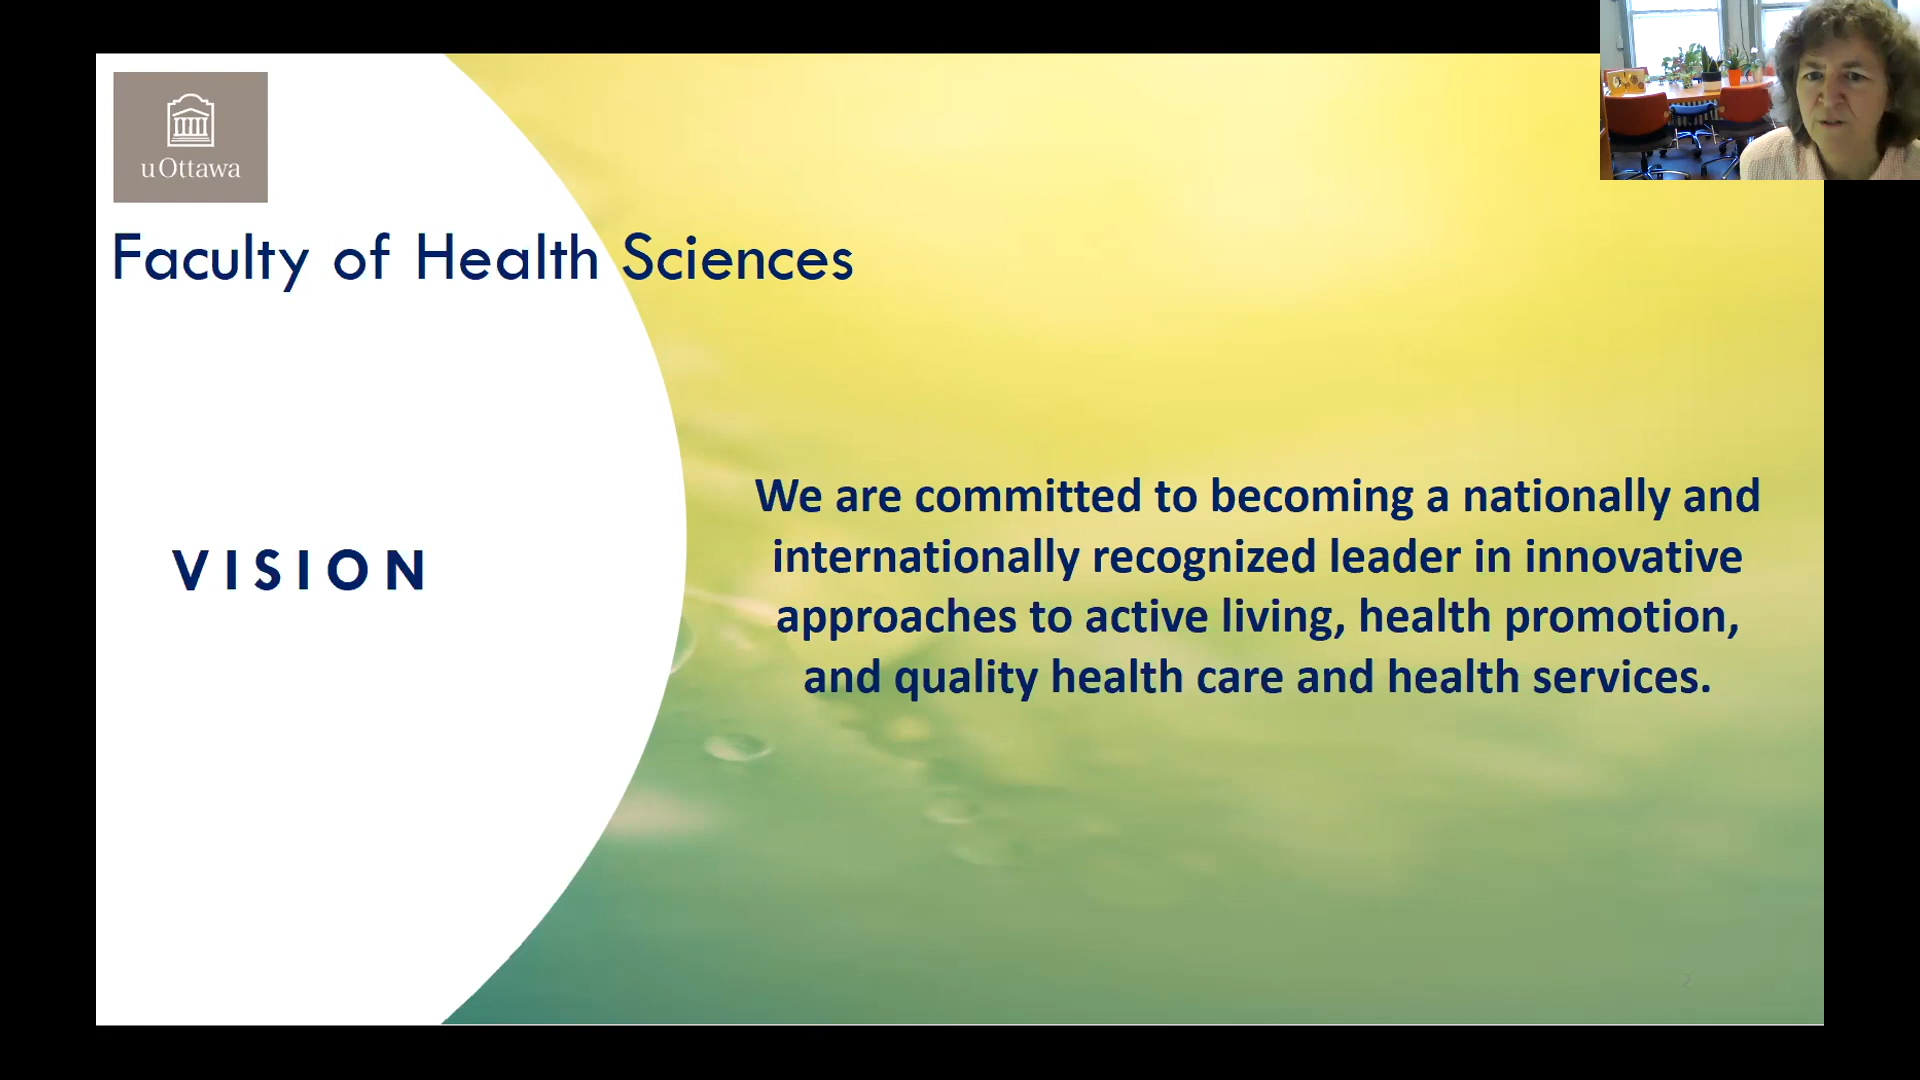 uOttawa
Faculty of Health Sciences
VISION
We are committed to becoming a nationally and
internationally recognized leader in innovative
approaches to active living, health promotion,
and quality health care and health services.
2